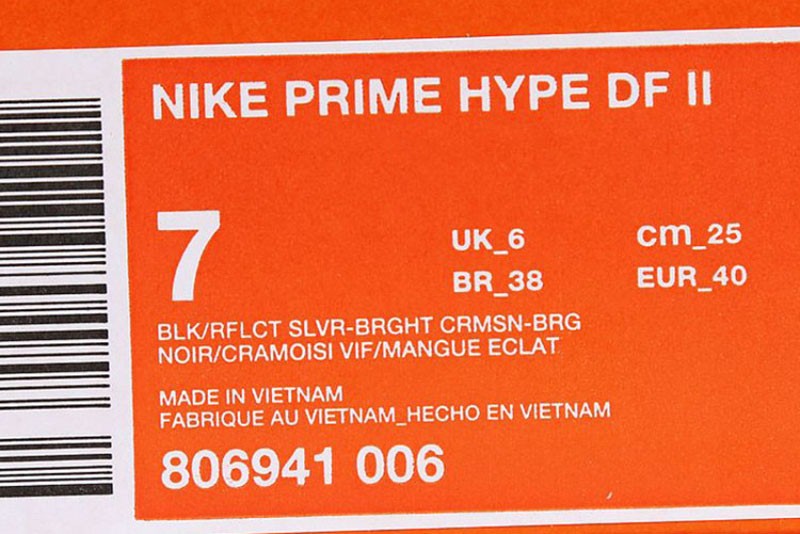 NIKE PRIME HYPE DF II
7
UK_6 cm_25
BR_38 EUR_40
BLK/RFLCT SLVR-BRGHT CRMSN-BRG
NOIR/CRAMOISI VIF/MANGUE ECLAT
MADE IN VIETNAM
FABRIQUE AU VIETNAM_HECHO EN VIETNAM
806941 006